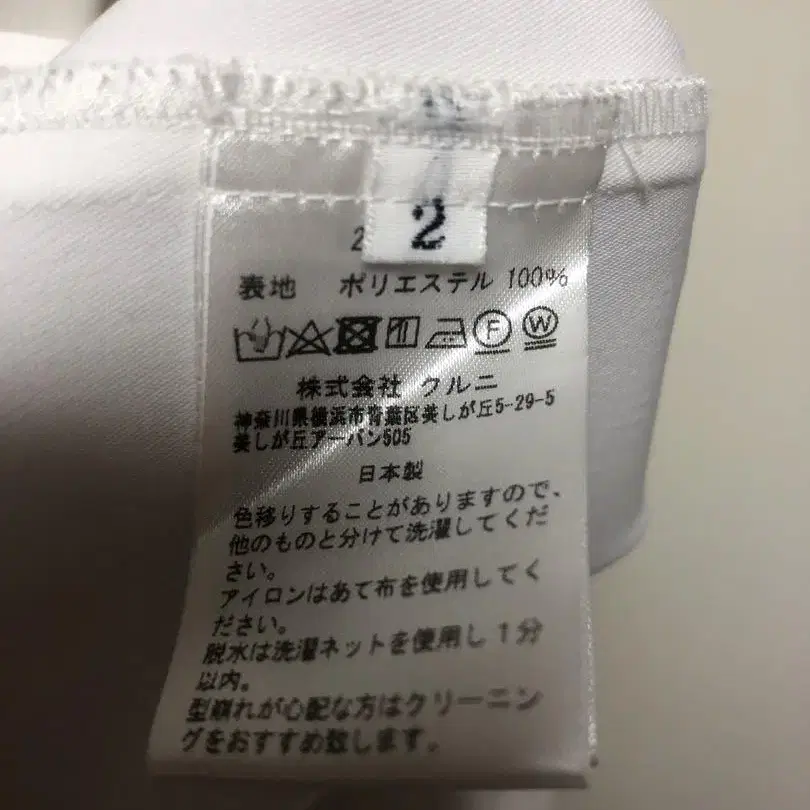 2
2
表地 ポリエステル 100%
F W
株式会社 クルニ
神奈川県横浜市青葉区美しが丘5-29-5
美しが丘アーバン505
日本製
色移りすることがありますので、
他のものと分けて洗濯してくだ
さい。
アイロンはあて布を使用してく
ださい。
脱水は洗濯ネットを使用し1分
以内。
型崩れが心配な方はクリーニン
グをおすすめ致します。